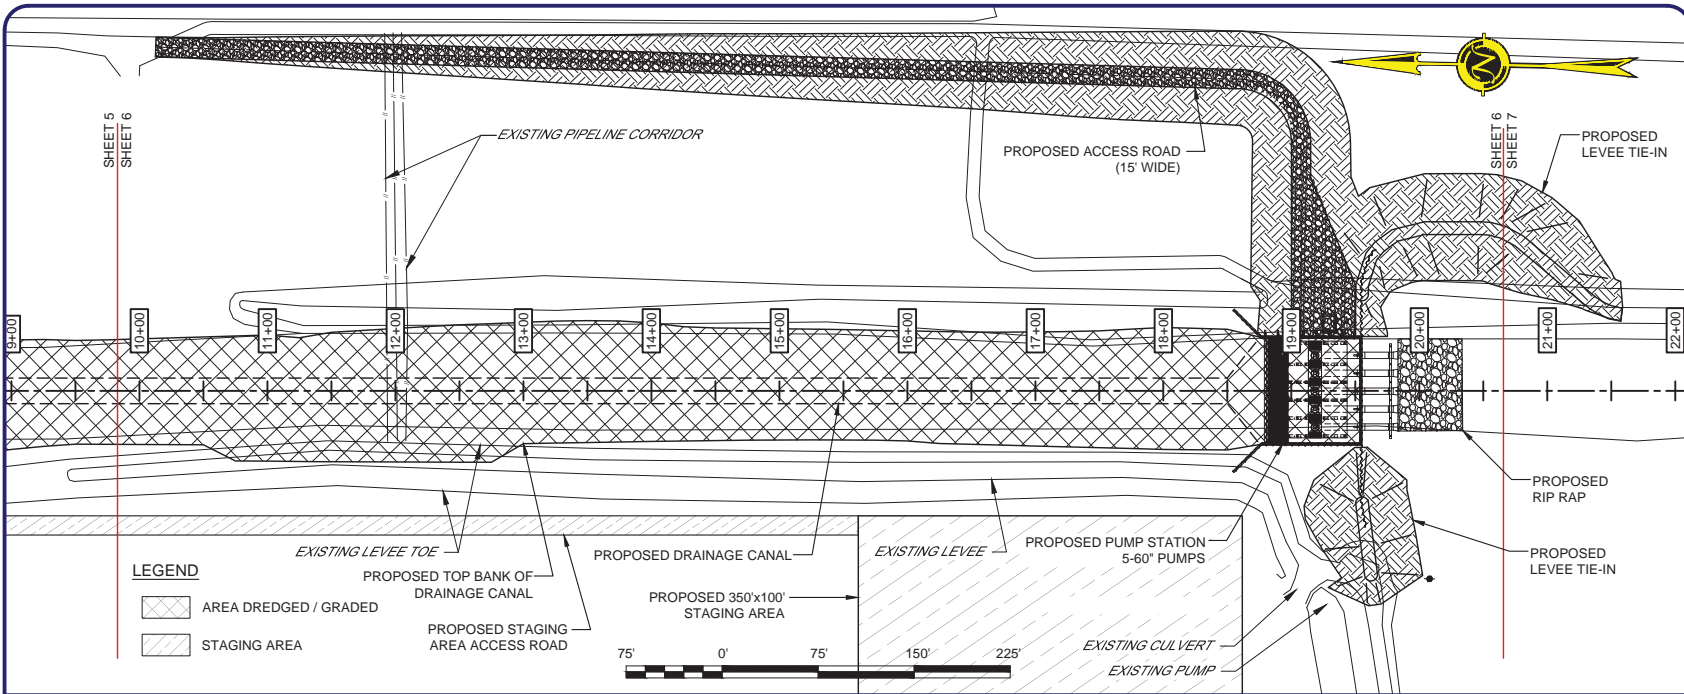 SHEET 5
SHEET 6
EXISTING PIPELINE CORRIDOR
PROPOSED ACCESS ROAD
(15' WIDE)
N
SHEET 6
SHEET 7
PROPOSED
LEVEE TIE-IN
9+00
10+00
11+00
12+00
13+00
14+00
15+00
16+00
17+00
18+00
19+00
20+00
21+00
22+00
PROPOSED
RIP RAP
EXISTING LEVEE TOE
PROPOSED TOP BANK OF
DRAINAGE CANAL
PROPOSED DRAINAGE CANAL
EXISTING LEVEE
PROPOSED PUMP STATION
5-60" PUMPS
PROPOSED
LEVEE TIE-IN
LEGEND
AREA DREDGED / GRADED
STAGING AREA
PROPOSED STAGING
AREA ACCESS ROAD
PROPOSED 350'x100'
STAGING AREA
EXISTING CULVERT
EXISTING PUMP
75'
0'
75'
150'
225'